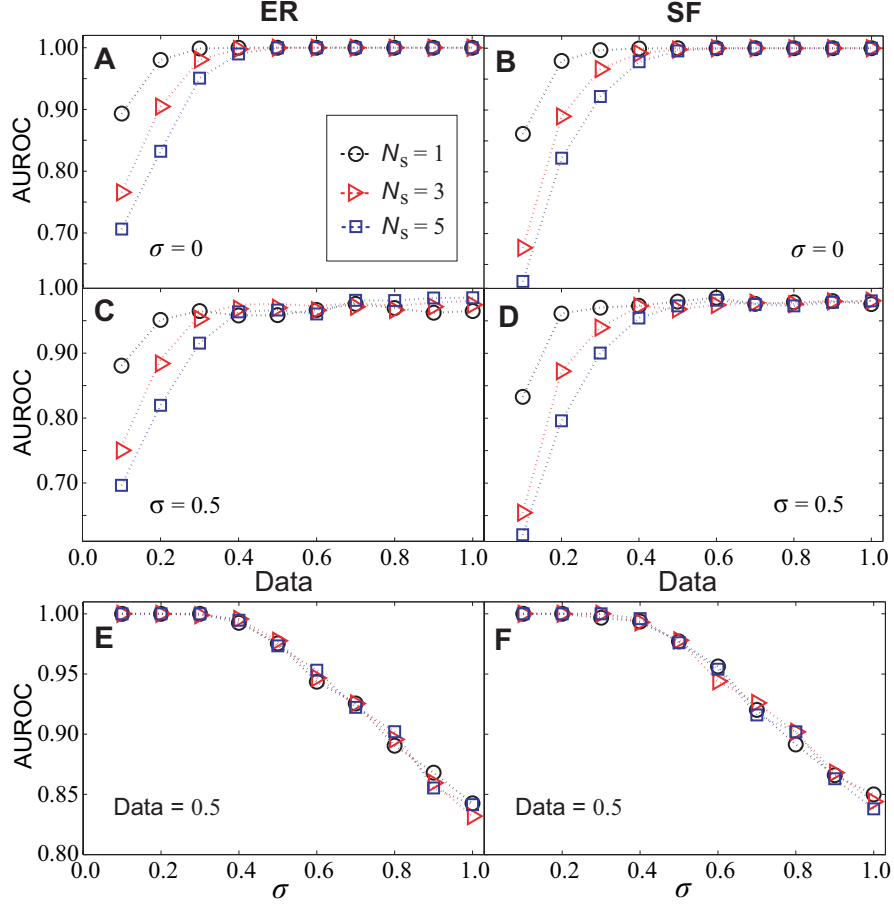 ER SF
A B
1.00
0.90
0.80
0.70
AUROC
Nₛ = 1
Nₛ = 3
Nₛ = 5
σ = 0 σ = 0
C D
1.00
0.90
0.80
0.70
AUROC
σ = 0.5 σ = 0.5
0.0 0.2 0.4 0.6 0.8 1.0 0.0 0.2 0.4 0.6 0.8 1.0
Data Data
E F
1.00
0.95
0.90
0.85
0.80
AUROC
Data = 0.5 Data = 0.5
0.0 0.2 0.4 0.6 0.8 1.0 0.0 0.2 0.4 0.6 0.8 1.0
σ σ